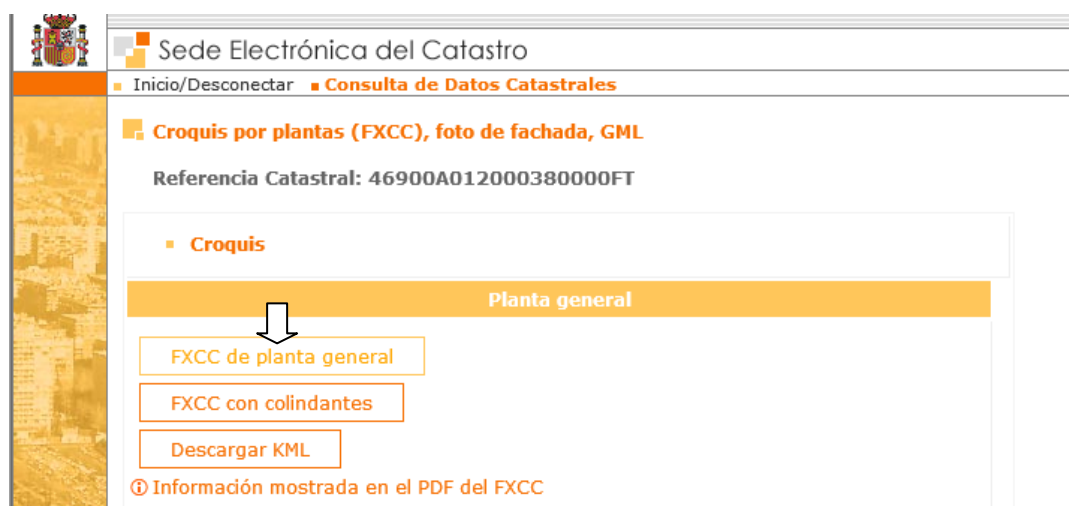 Sede Electrónica del Catastro
Inicio/Desconectar Consulta de Datos Catastrales
Croquis por plantas (FXCC), foto de fachada, GML
Referencia Catastral: 46900A012000380000FT
Croquis
Planta general
FXCC de planta general
FXCC con colindantes
Descargar KML
Información mostrada en el PDF del FXCC